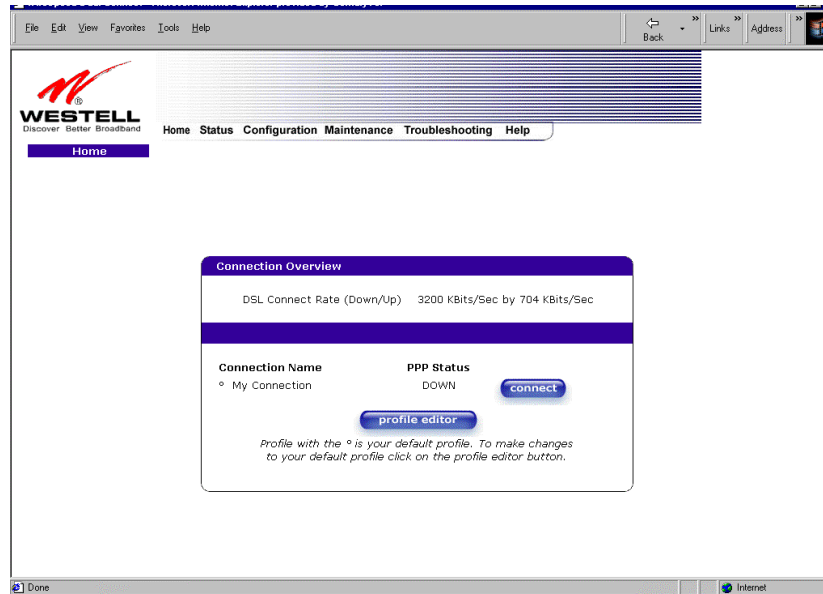 File Edit View Favorites Tools Help
Back
Links
Address
WESTELL
Discover Better Broadband
Home Status Configuration Maintenance Troubleshooting Help
Home
Connection Overview
DSL Connect Rate (Down/Up) 3200 KBits/Sec by 704 KBits/Sec
Connection Name PPP Status
° My Connection DOWN connect
profile editor
Profile with the ° is your default profile. To make changes
to your default profile click on the profile editor button.
Done Internet